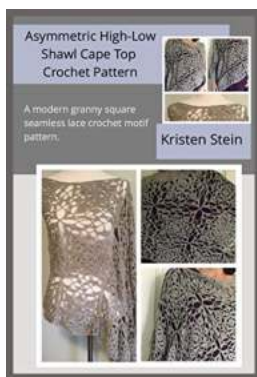 Asymmetric High-Low
Shawl Cape Top
Crochet Pattern
A modern granny square
seamless lace crochet motif
pattern.
Kristen Stein